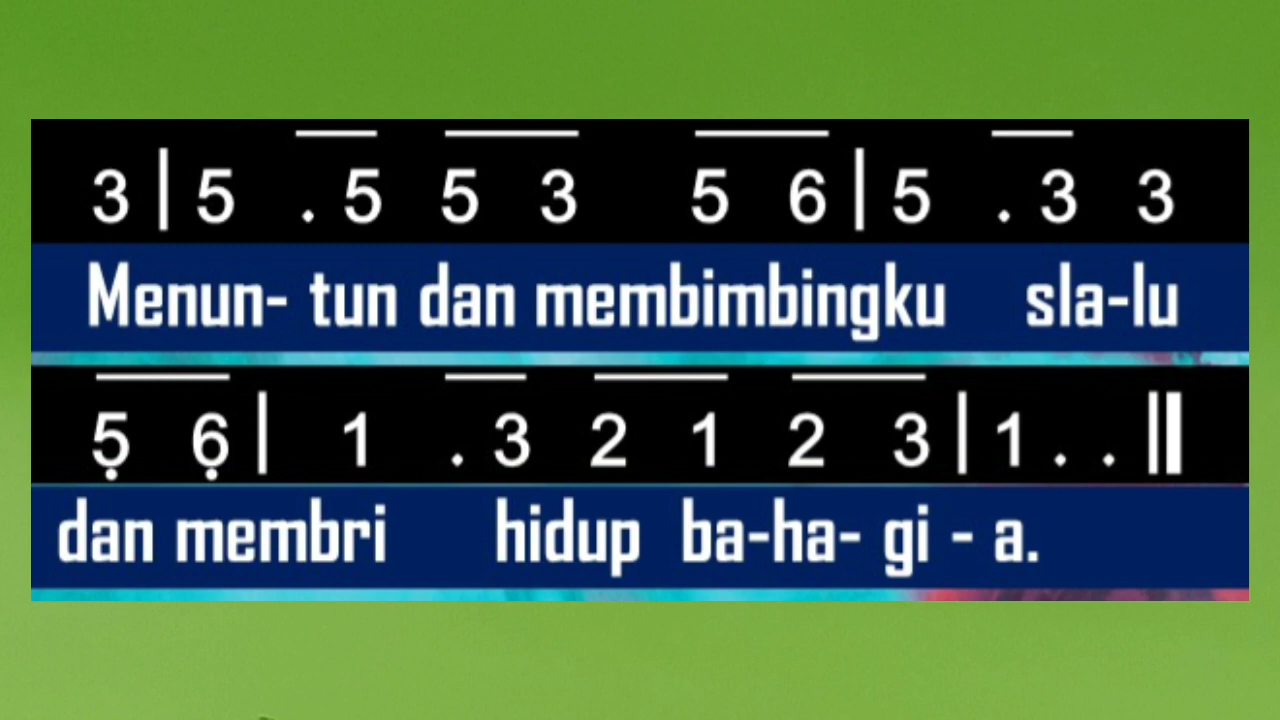 3 | 5 . 5 5 3 5 6 | 5 . 3 3
Menun- tun dan membimbingku sla-lu
5̣ 6̣ | 1 . 3 2 1 2 3 | 1 . . ||
dan membri hidup ba-ha- gi - a.